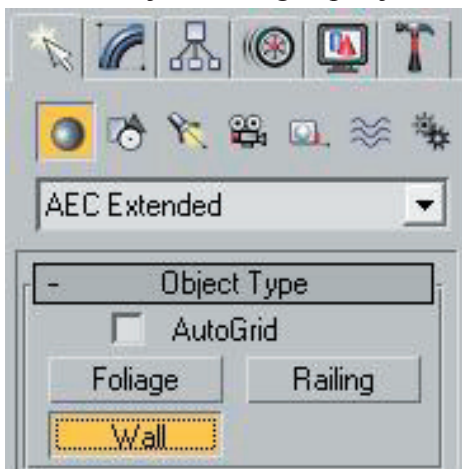 AEC Extended
- Object Type
AutoGrid
Foliage Railing
Wall